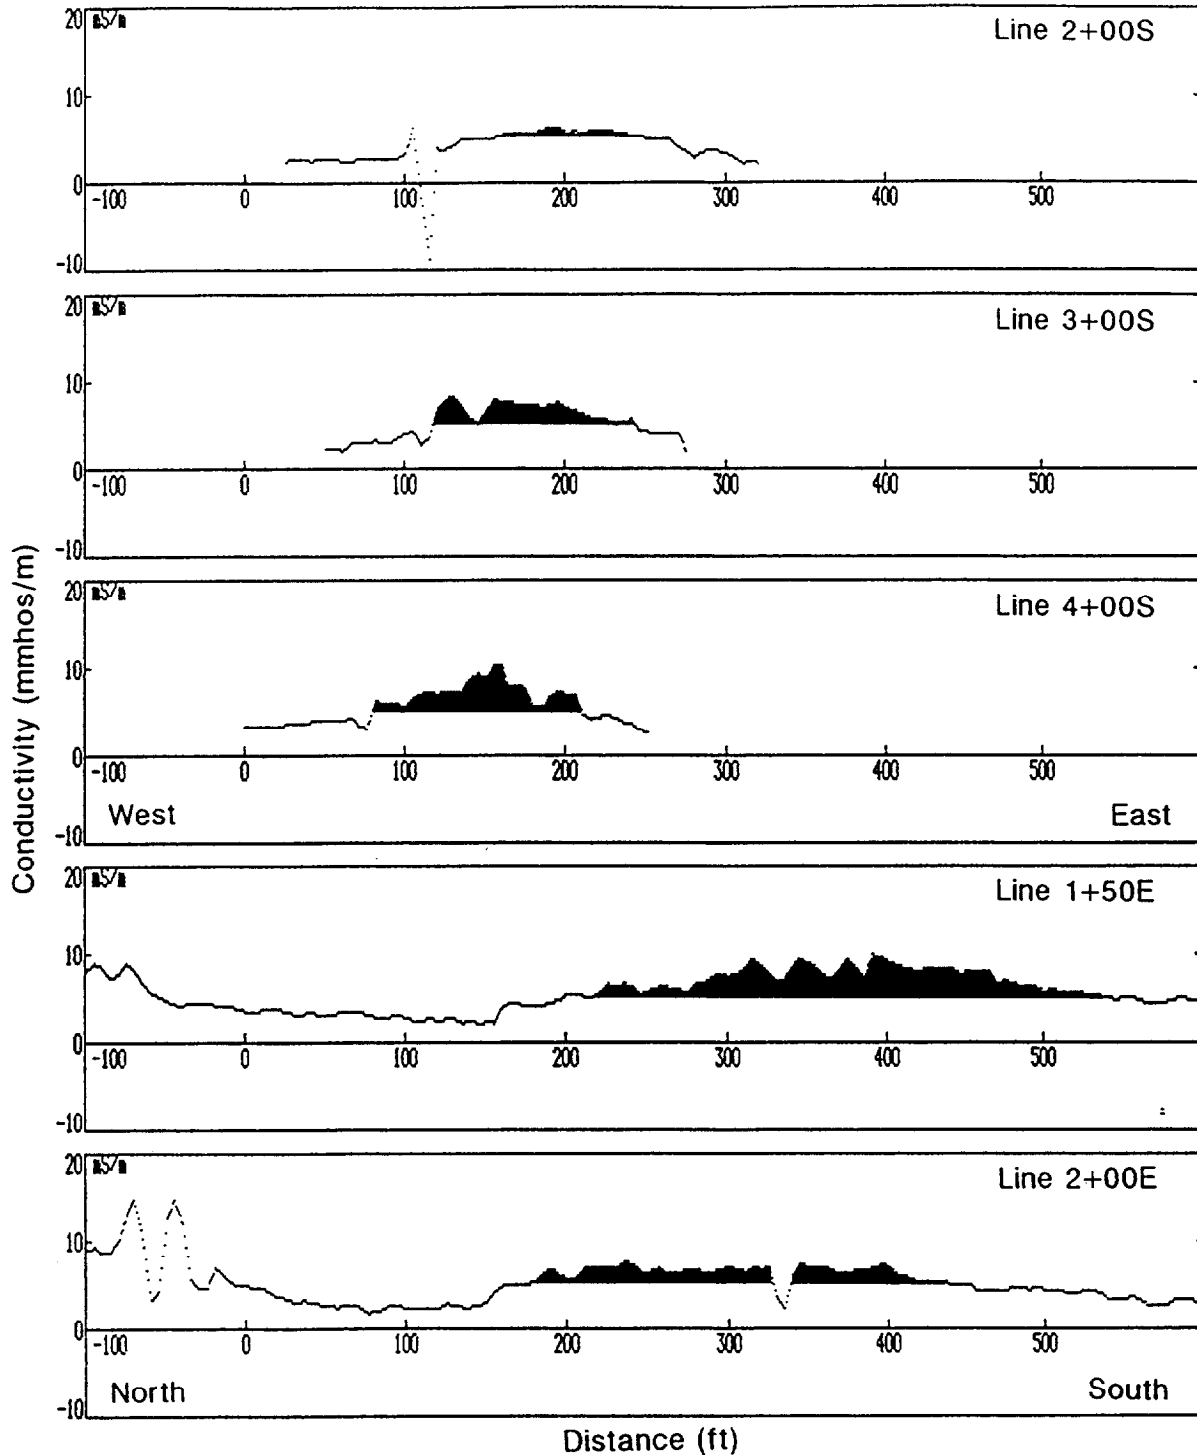 20 mS/m
Line 2+00S
10
0
-100 0 100 200 300 400 500
-10
20 mS/m
Line 3+00S
10
0
-100 0 100 200 300 400 500
-10
20 mS/m
Line 4+00S
10
0
-100 0 100 200 300 400 500
West East
-10
Conductivity (mmhos/m)
20 mS/m
Line 1+50E
10
0
-100 0 100 200 300 400 500
-10
20 mS/m
Line 2+00E
10
0
-100 0 100 200 300 400 500
North South
-10
Distance (ft)